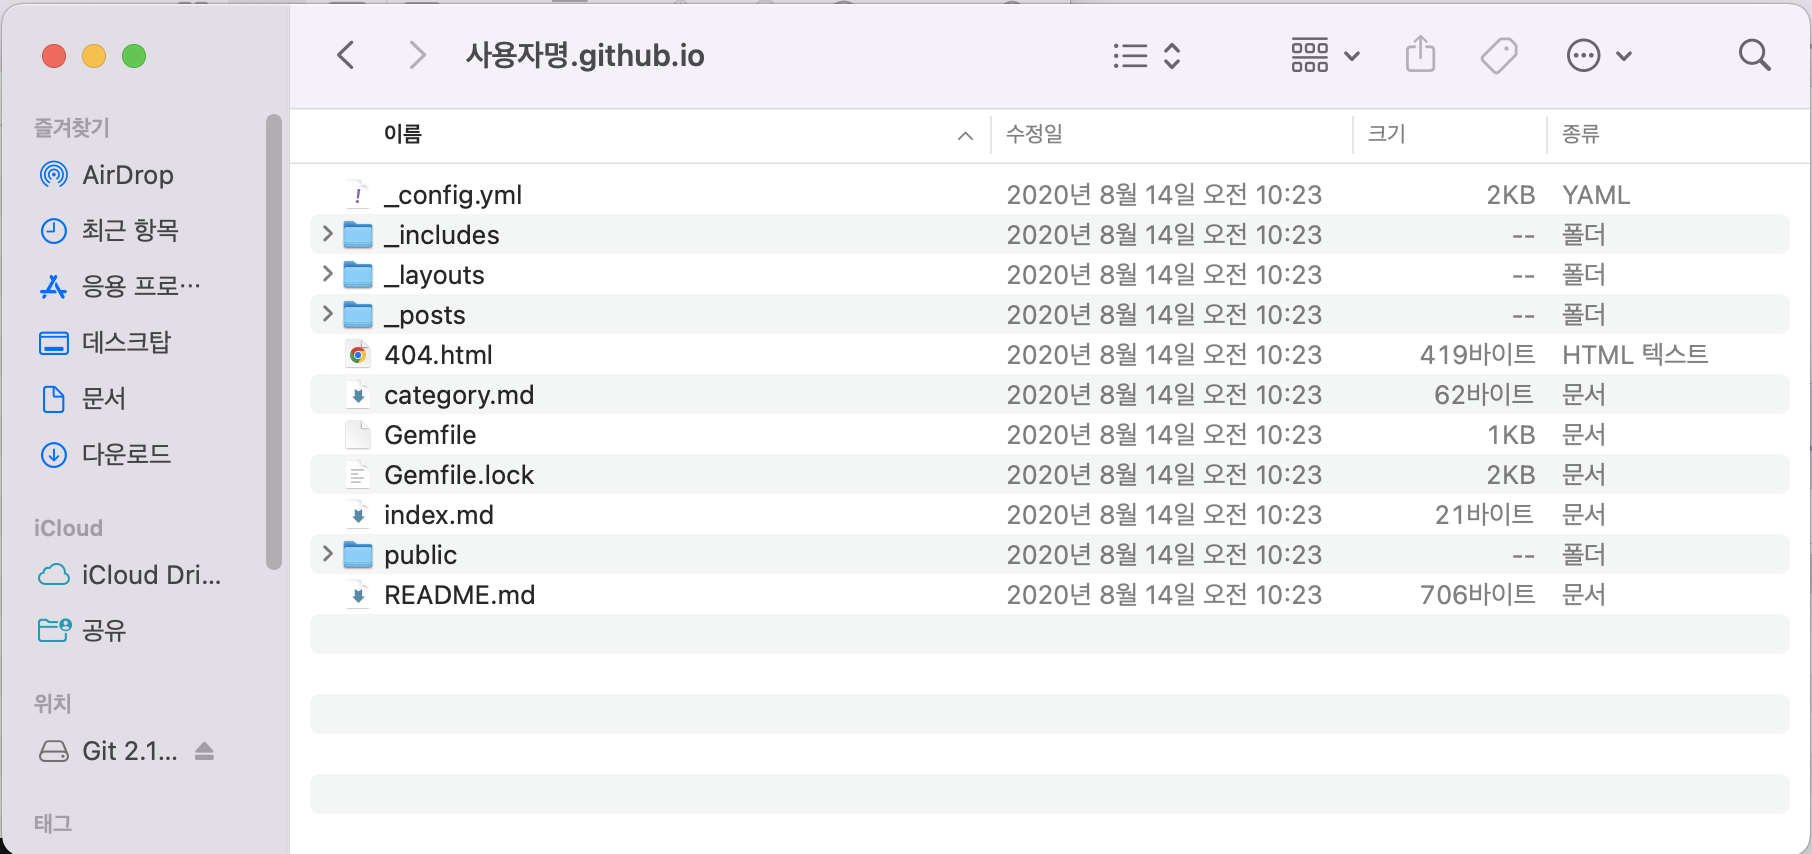 사용자명.github.io
즐겨찾기
AirDrop
최근 항목
응용 프로…
데스크탑
문서
다운로드
iCloud
iCloud Dri...
공유
위치
Git 2.1...
태그
이름 수정일 크기 종류
_config.yml 2020년 8월 14일 오전 10:23 2KB YAML
_includes 2020년 8월 14일 오전 10:23 -- 폴더
_layouts 2020년 8월 14일 오전 10:23 -- 폴더
_posts 2020년 8월 14일 오전 10:23 -- 폴더
404.html 2020년 8월 14일 오전 10:23 419바이트 HTML 텍스트
category.md 2020년 8월 14일 오전 10:23 62바이트 문서
Gemfile 2020년 8월 14일 오전 10:23 1KB 문서
Gemfile.lock 2020년 8월 14일 오전 10:23 2KB 문서
index.md 2020년 8월 14일 오전 10:23 21바이트 문서
public 2020년 8월 14일 오전 10:23 -- 폴더
README.md 2020년 8월 14일 오전 10:23 706바이트 문서